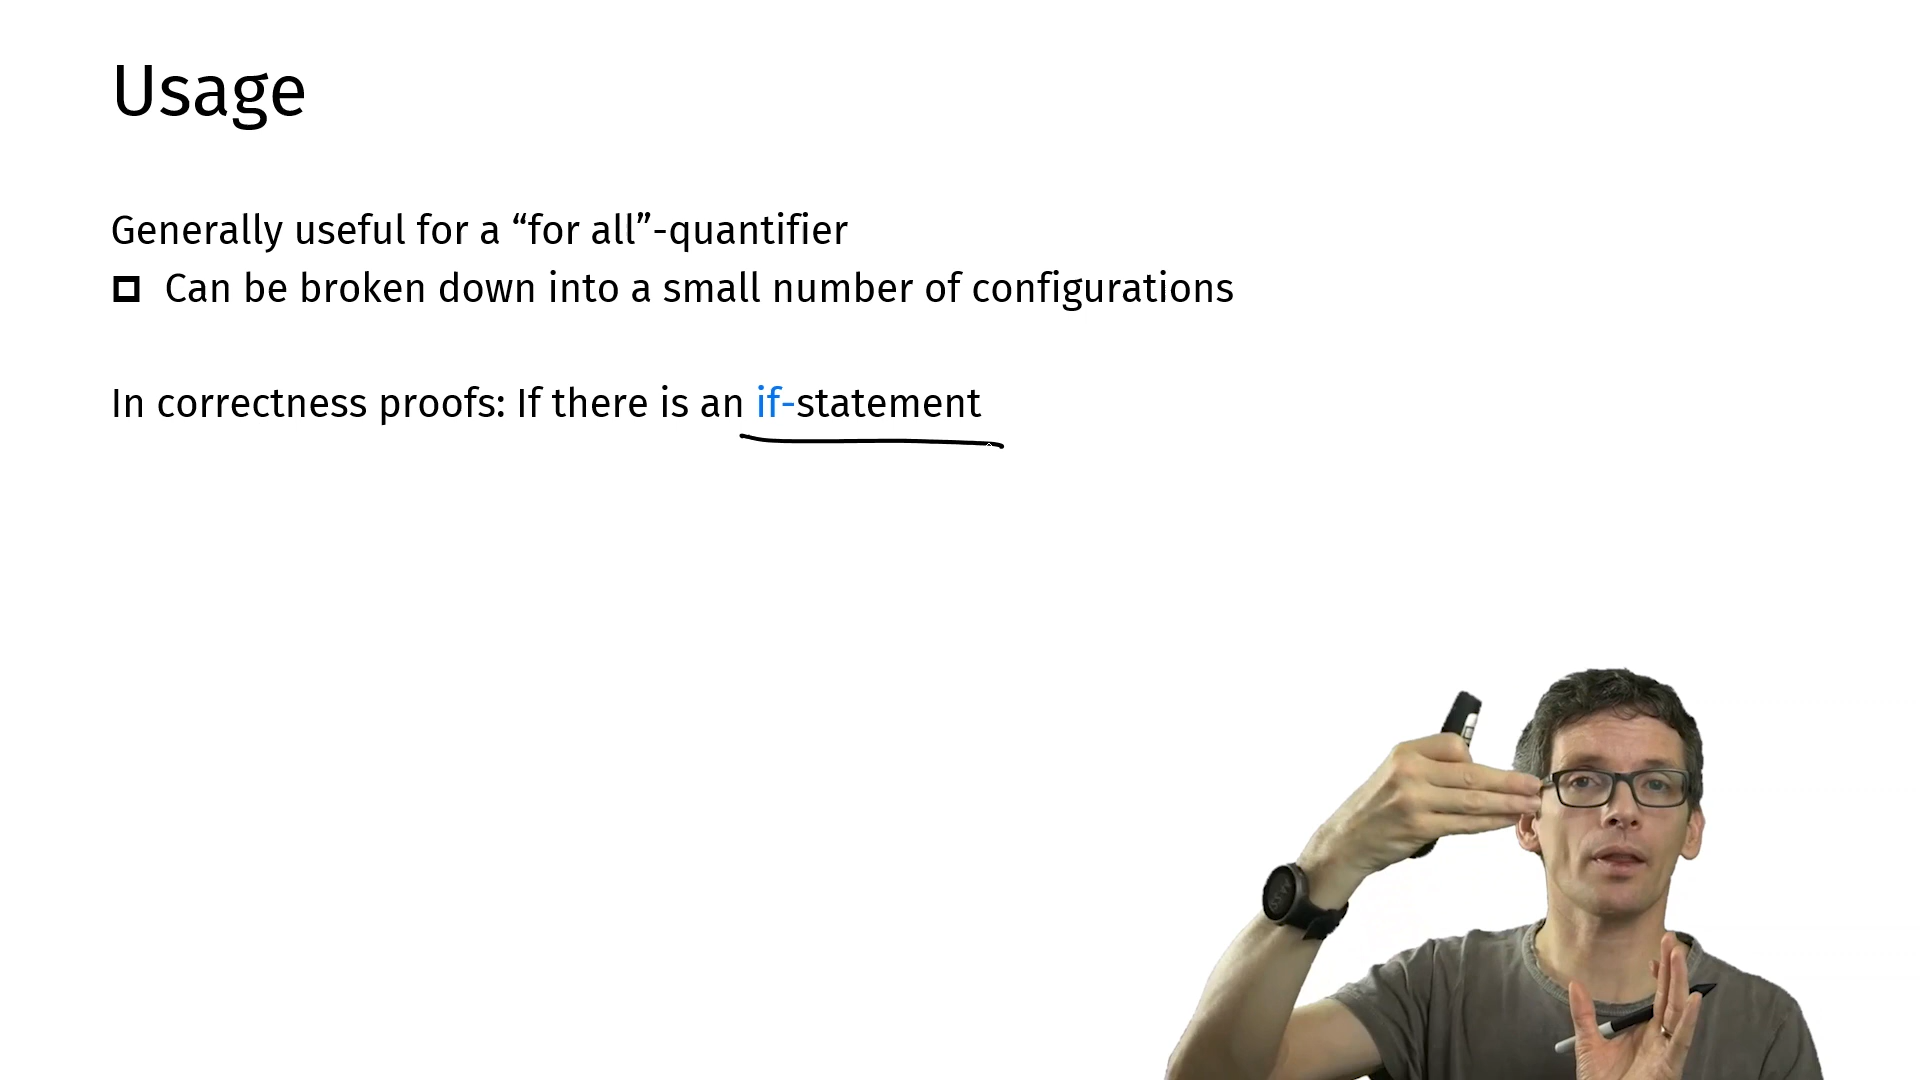 Usage
Generally useful for a “for all”-quantifier
Can be broken down into a small number of configurations
In correctness proofs: If there is an if-statement